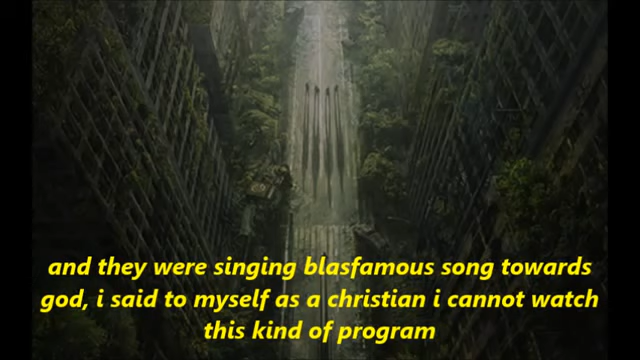 and they were singing blasfamous song towards
god, i said to myself as a christian i cannot watch
this kind of program